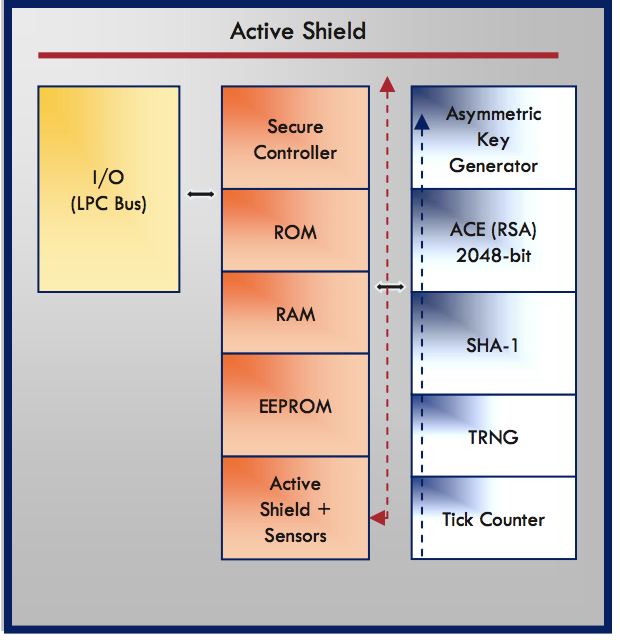 Active Shield
I/O
(LPC Bus)
Secure
Controller
ROM
RAM
EEPROM
Active
Shield +
Sensors
Asymmetric
Key
Generator
ACE (RSA)
2048-bit
SHA-1
TRNG
Tick Counter